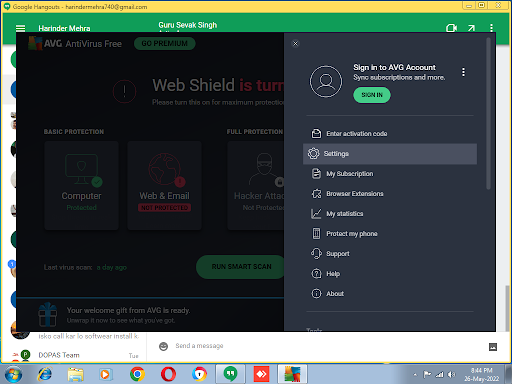 Google Hangouts - harindermehra740@gmail.com
Harinder Mehra
Guru Sevak Singh
AVG AntiVirus Free
GO PREMIUM
Web Shield is turn
Please turn this on for maximum protection
BASIC PROTECTION
FULL PROTECTION
Computer
Protected
Web & Email
NOT PROTECTED
Hacker Attac
Not Protected
Last virus scan: a day ago
RUN SMART SCAN
Your welcome gift from AVG is ready.
Unwrap it now to see what you've got.
Sign in to AVG Account
Sync subscriptions and more.
SIGN IN
Enter activation code
Settings
My Subscription
Browser Extensions
My statistics
Protect my phone
Support
Help
About
Tools
isko call kar lo softwear install k
DOPAS Team
Tue
Send a message
8:44 PM
26-May-2022